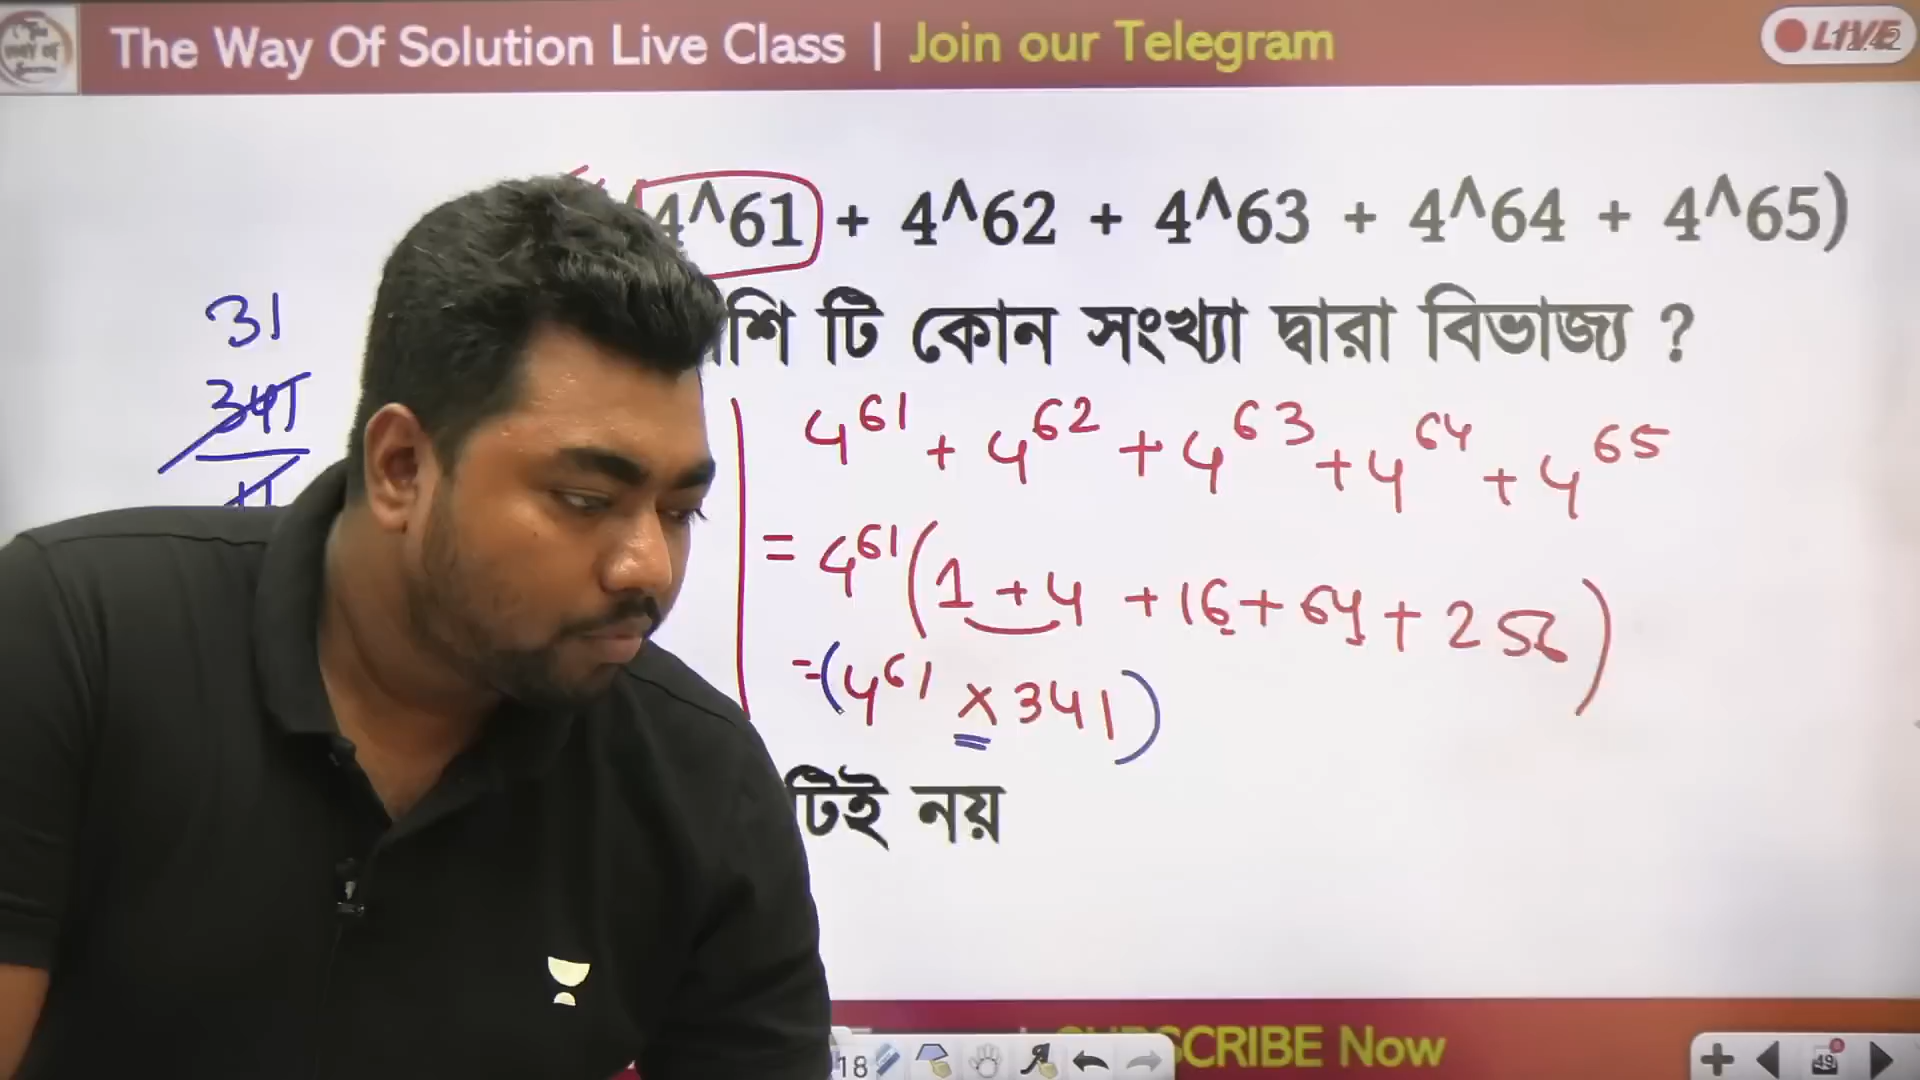 The Way Of Solution Live Class | Join our Telegram
LIVE
4^61 + 4^62 + 4^63 + 4^64 + 4^65)
টি কোন সংখ্যা দ্বারা বিভাজ্য ?
31
341
11
4^61 + 4^62 + 4^63 + 4^64 + 4^65
= 4^61 (1 + 4 + 16 + 64 + 256)
= (4^61 × 341)
টিই নয়
SCRIBE Now
18
49